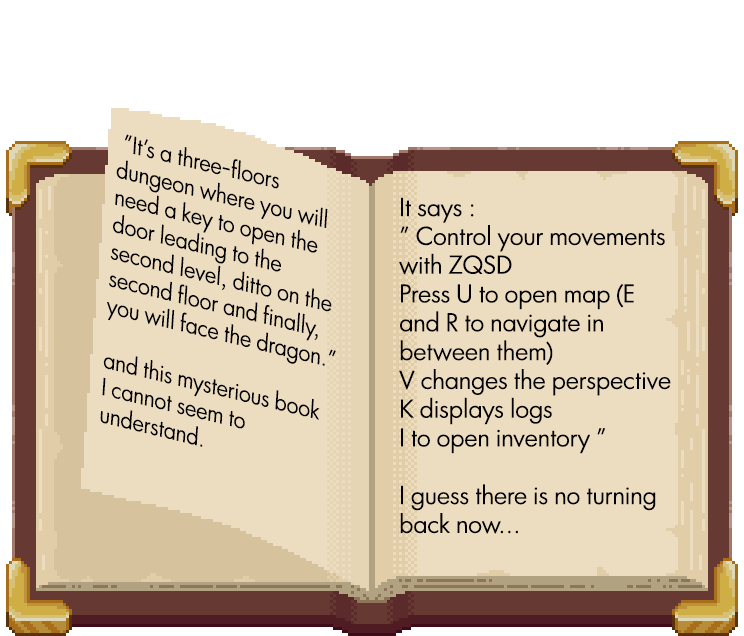 "It's a three-floors
dungeon where you will
need a key to open the
door leading to the
second level, ditto on the
second floor and finally,
you will face the dragon."
and this mysterious book
I cannot seem to
understand.
It says :
" Control your movements
with ZQSD
Press U to open map (E
and R to navigate in
between them)
V changes the perspective
K displays logs
I to open inventory "
I guess there is no turning
back now...